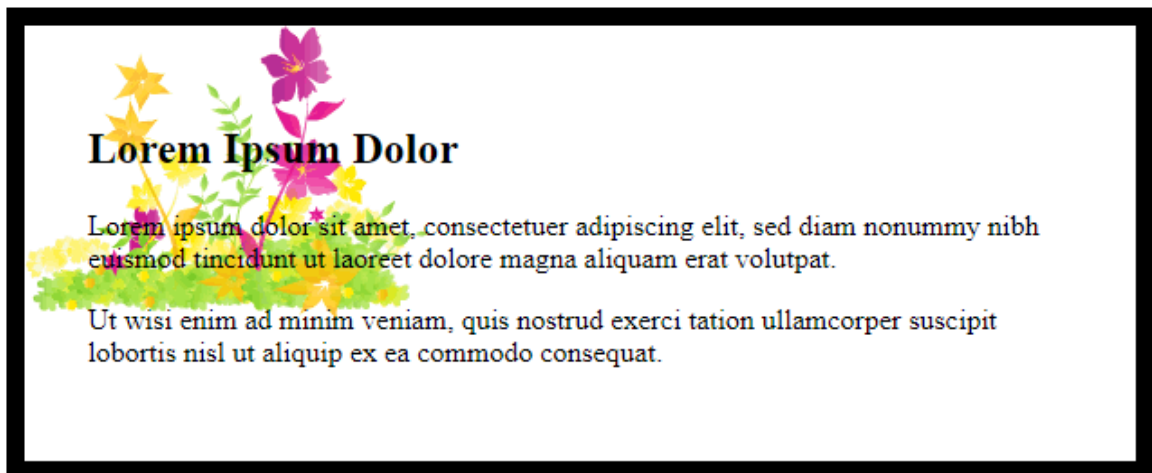 Lorem Ipsum Dolor
Lorem ipsum dolor sit amet, consectetuer adipiscing elit, sed diam nonummy nibh
euismod tincidunt ut laoreet dolore magna aliquam erat volutpat.
Ut wisi enim ad minim veniam, quis nostrud exerci tation ullamcorper suscipit
lobortis nisl ut aliquip ex ea commodo consequat.